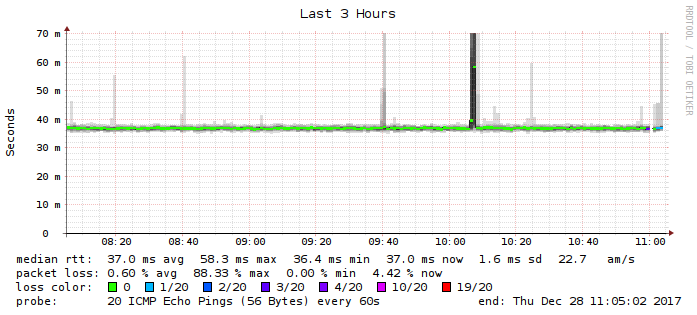 Last 3 Hours
RRDTOOL / TOBI OETIKER
Seconds
70 m
60 m
50 m
40 m
30 m
20 m
10 m
0
08:20 08:40 09:00 09:20 09:40 10:00 10:20 10:40 11:00
median rtt: 37.0 ms avg 58.3 ms max 36.4 ms min 37.0 ms now 1.6 ms sd 22.7 am/s
packet loss: 0.60 % avg 88.33 % max 0.00 % min 4.42 % now
loss color: 0 1/20 2/20 3/20 4/20 10/20 19/20
probe: 20 ICMP Echo Pings (56 Bytes) every 60s end: Thu Dec 28 11:05:02 2017